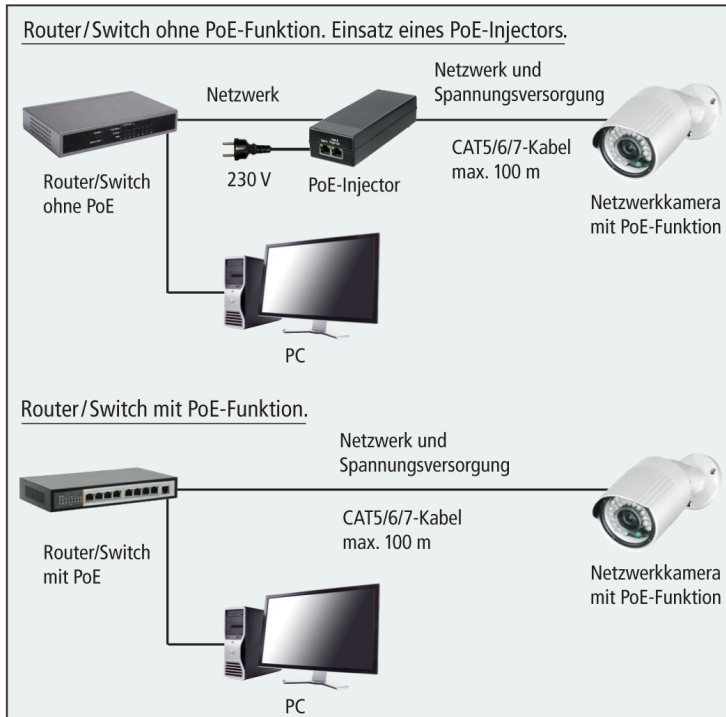 Router/Switch ohne PoE-Funktion. Einsatz eines PoE-Injectors.
Netzwerk
Netzwerk und
Spannungsversorgung
Router/Switch
ohne PoE
230 V
PoE-Injector
CAT5/6/7-Kabel
max. 100 m
Netzwerkkamera
mit PoE-Funktion
PC
Router/Switch mit PoE-Funktion.
Netzwerk und
Spannungsversorgung
CAT5/6/7-Kabel
max. 100 m
Router/Switch
mit PoE
Netzwerkkamera
mit PoE-Funktion
PC